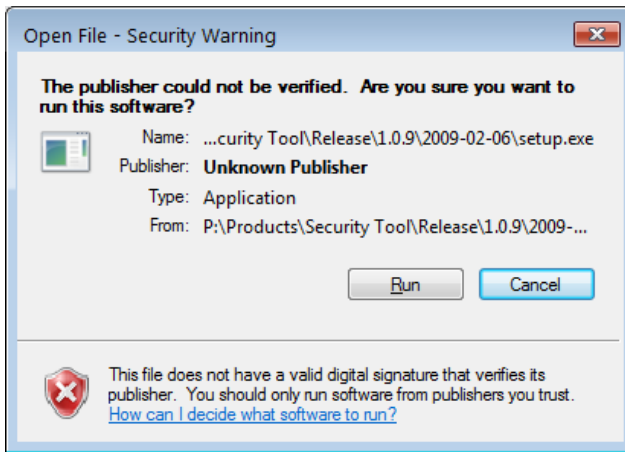 Open File - Security Warning
The publisher could not be verified.  Are you sure you want to
run this software?
Name: ...curity Tool\Release\1.0.9\2009-02-06\setup.exe
Publisher: Unknown Publisher
Type: Application
From: P:\Products\Security Tool\Release\1.0.9\2009-...
Run Cancel
This file does not have a valid digital signature that verifies its
publisher.  You should only run software from publishers you trust.
How can I decide what software to run?